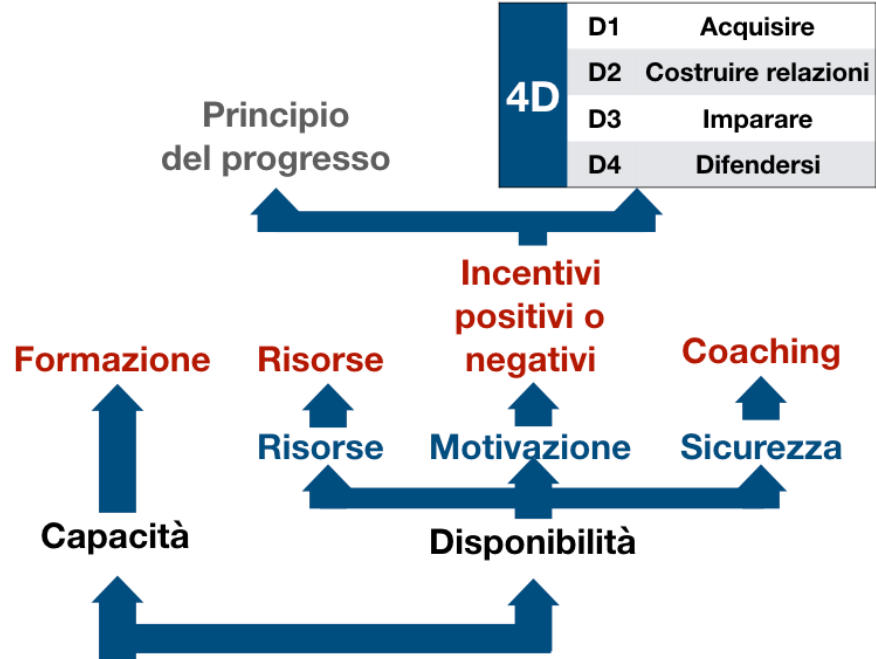 4D
D1 Acquisire
D2 Costruire relazioni
D3 Imparare
D4 Difendersi
Principio
del progresso
Incentivi
positivi o
negativi
Formazione
Risorse
Coaching
Risorse
Motivazione
Sicurezza
Capacità
Disponibilità